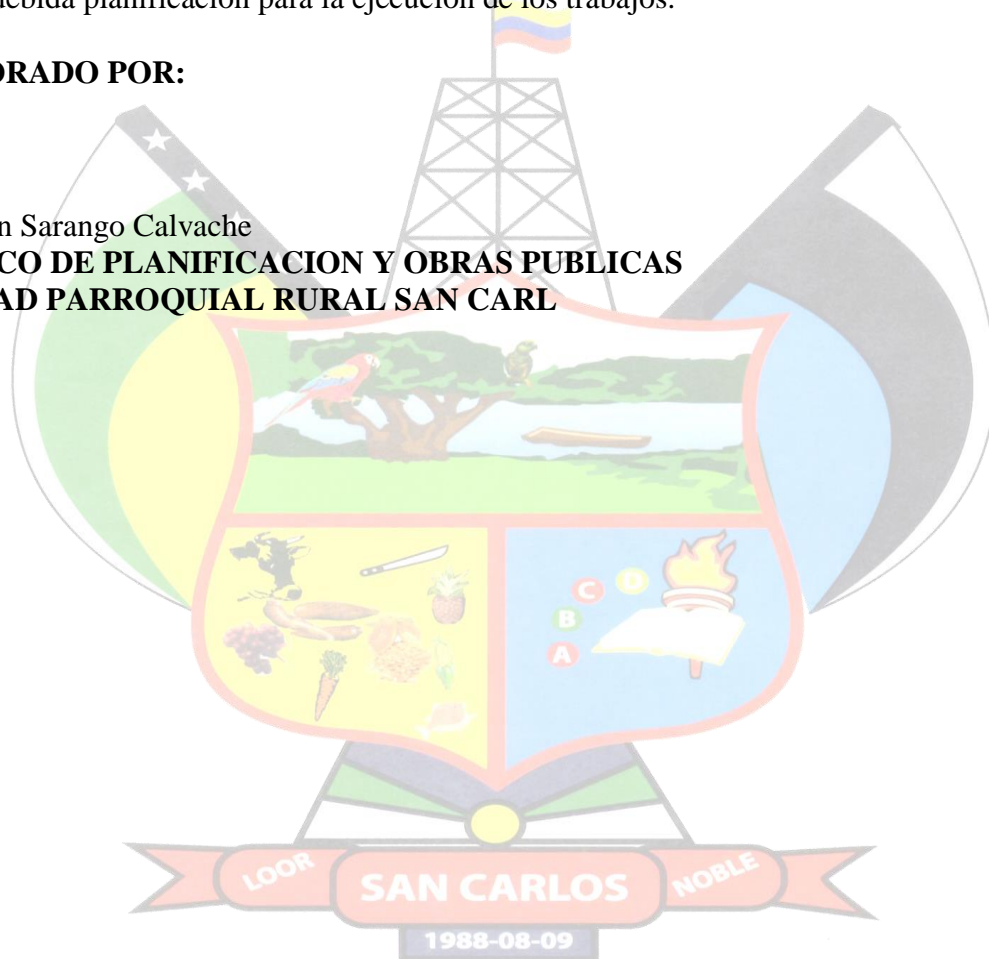 debida planificación para la ejecución de los trabajos.
ORADO POR:
n Sarango Calvache
CO DE PLANIFICACION Y OBRAS PUBLICAS
AD PARROQUIAL RURAL SAN CARL
D
C
B
A
LOOR
SAN CARLOS
NOBLE
1988-08-09